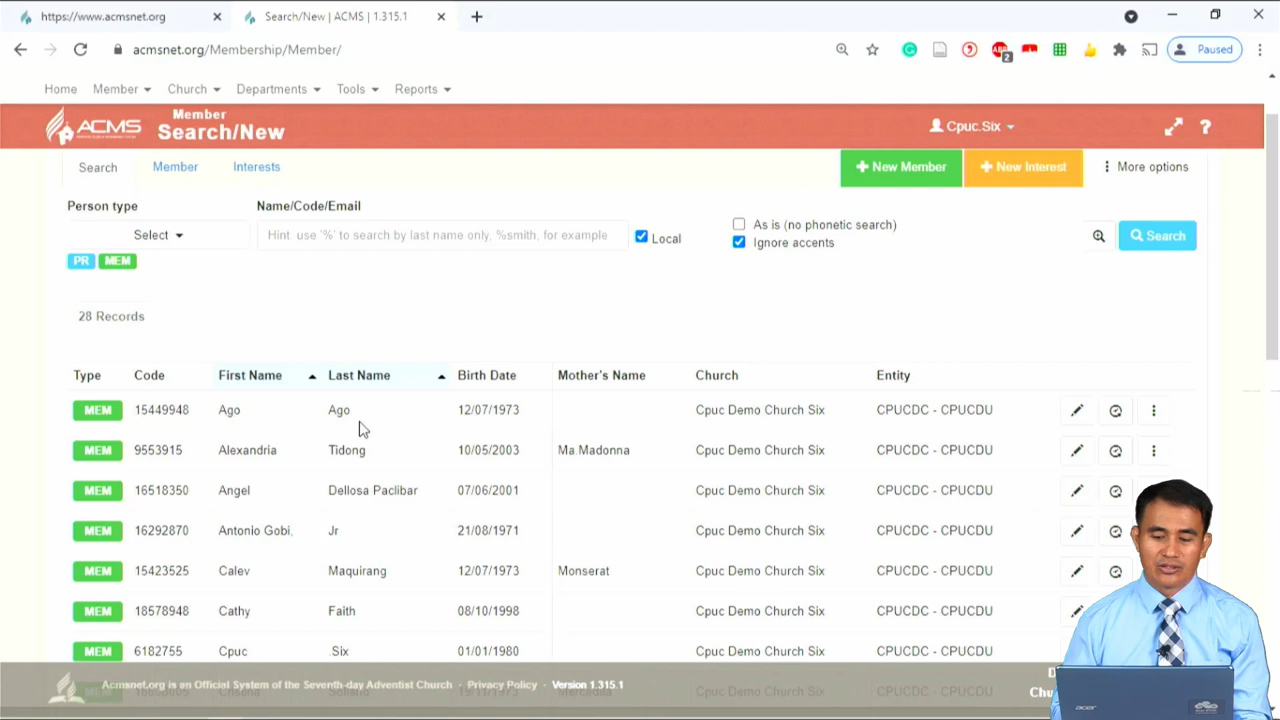 https://www.acmsnet.org
Search/New | ACMS | 1.315.1
acmsnet.org/Membership/Member/
2
Paused
Home Member Church Departments Tools Reports
ACMS
Member
Search/New
Cpuc.Six
?
Search Member Interests
New Member New Interest More options
Person type Name/Code/Email
As is (no phonetic search)
Select Hint use '%' to search by last name only, %smith, for example Local
Ignore accents
Search
PR MEM
28 Records
Type Code First Name Last Name Birth Date Mother's Name Church Entity
MEM 15449948 Ago Ago 12/07/1973 Cpuc Demo Church Six CPUCDC - CPUCDU
MEM 9553915 Alexandria Tidong 10/05/2003 Ma.Madonna Cpuc Demo Church Six CPUCDC - CPUCDU
MEM 16518350 Angel Dellosa Paclibar 07/06/2001 Cpuc Demo Church Six CPUCDC - CPUCDU
MEM 16292870 Antonio Gobi, Jr 21/08/1971 Cpuc Demo Church Six CPUCDC - CPUCDU
MEM 15423525 Calev Maquirang 12/07/1973 Monserat Cpuc Demo Church Six CPUCDC - CPUCDU
MEM 18578948 Cathy Faith 08/10/1998 Cpuc Demo Church Six CPUCDC - CPUCDU
MEM 6182755 Cpuc .Six 01/01/1980 Cpuc Demo Church Six CPUCDC - CPUCDU
Acmsnet.org is an Official System of the Seventh-day Adventist Church - Privacy Policy - Version 1.315.1
Cpuc Demo Church Six CPUCDC - CPUCDU
acer